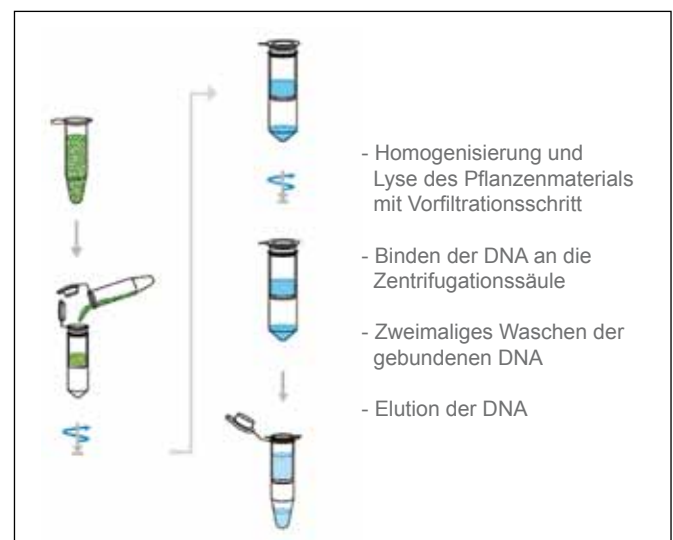 - Homogenisierung und
Lyse des Pflanzenmaterials
mit Vorfiltrationsschritt
- Binden der DNA an die
Zentrifugationssäule
- Zweimaliges Waschen der
gebundenen DNA
- Elution der DNA